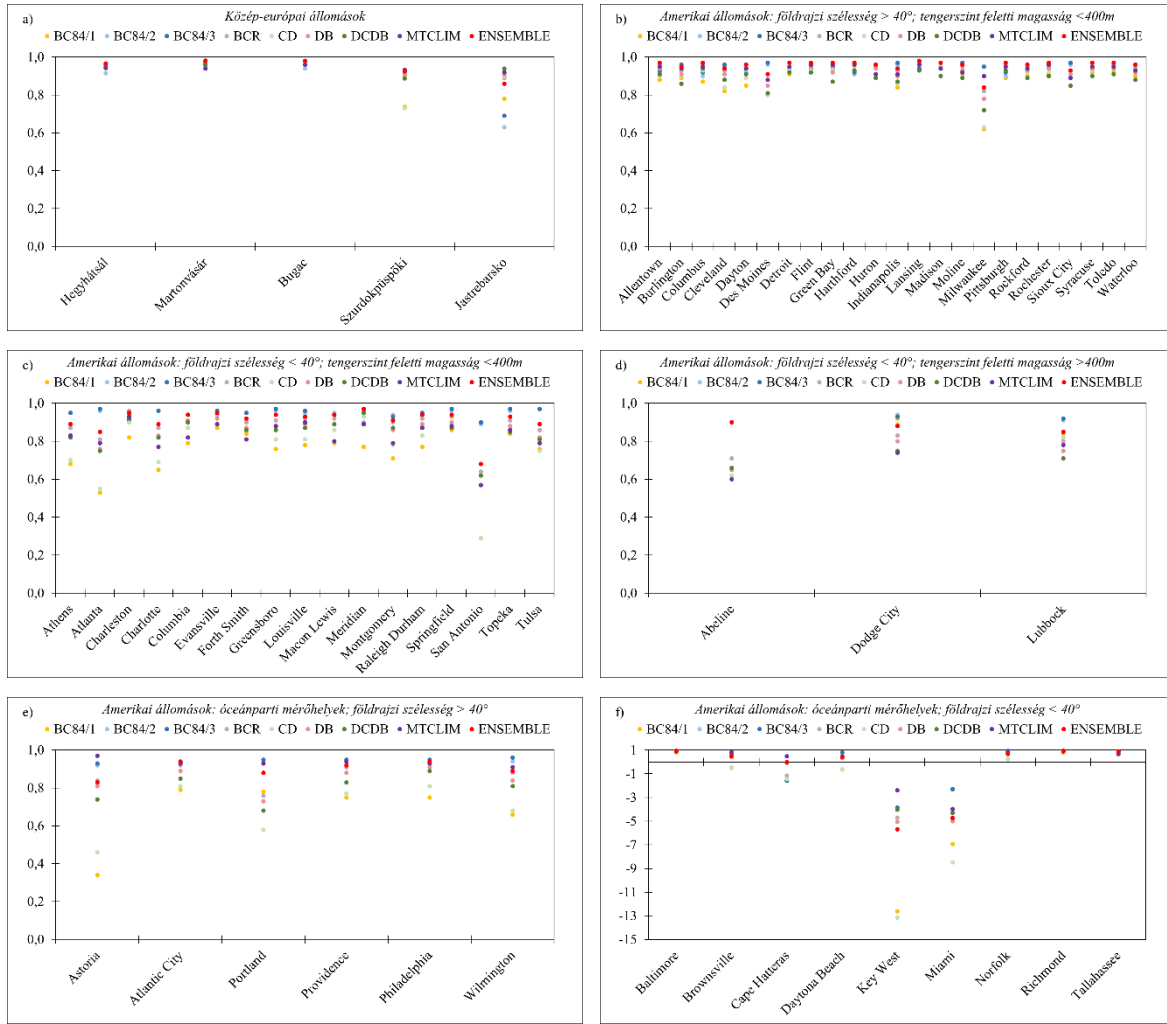 a) Közép-európai állomások
BC84/1 BC84/2 BC84/3 BCR CD DB DCDB MTCLIM ENSEMBLE
1,0
0,8
0,6
0,4
0,2
0,0
Hegyhátsál
Martonvásár
Bugac
Szurdokpüspöki
Jastrebarsko
b) Amerikai állomások: földrajzi szélesség > 40°; tengerszint feletti magasság <400m
BC84/1 BC84/2 BC84/3 BCR CD DB DCDB MTCLIM ENSEMBLE
1,0
0,8
0,6
0,4
0,2
0,0
Allentown
Burlington
Columbus
Cleveland
Dayton
Des Moines
Detroit
Flint
Green Bay
Harthford
Huron
Indianapolis
Lansing
Madison
Moline
Milwaukee
Pittsburgh
Rockford
Rochester
Sioux City
Syracuse
Toledo
Waterloo
c) Amerikai állomások: földrajzi szélesség < 40°; tengerszint feletti magasság <400m
BC84/1 BC84/2 BC84/3 BCR CD DB DCDB MTCLIM ENSEMBLE
1,0
0,8
0,6
0,4
0,2
0,0
Athens
Atlanta
Charleston
Charlotte
Columbia
Evansville
Forth Smith
Greensboro
Louisville
Macon Lewis
Meridian
Montgomery
Raleigh Durham
Springfield
San Antonio
Topeka
Tulsa
d) Amerikai állomások: földrajzi szélesség < 40°; tengerszint feletti magasság >400m
BC84/1 BC84/2 BC84/3 BCR CD DB DCDB MTCLIM ENSEMBLE
1,0
0,8
0,6
0,4
0,2
0,0
Abeline
Dodge City
Lubbock
e) Amerikai állomások: óceánparti mérőhelyek; földrajzi szélesség > 40°
BC84/1 BC84/2 BC84/3 BCR CD DB DCDB MTCLIM ENSEMBLE
1,0
0,8
0,6
0,4
0,2
0,0
Astoria
Atlantic City
Portland
Providence
Philadelphia
Wilmington
f) Amerikai állomások: óceánparti mérőhelyek; földrajzi szélesség < 40°
BC84/1 BC84/2 BC84/3 BCR CD DB DCDB MTCLIM ENSEMBLE
1
-1
-3
-5
-7
-9
-11
-13
-15
Baltimore
Brownsville
Cape Hatteras
Daytona Beach
Key West
Miami
Norfolk
Richmond
Tallahassee